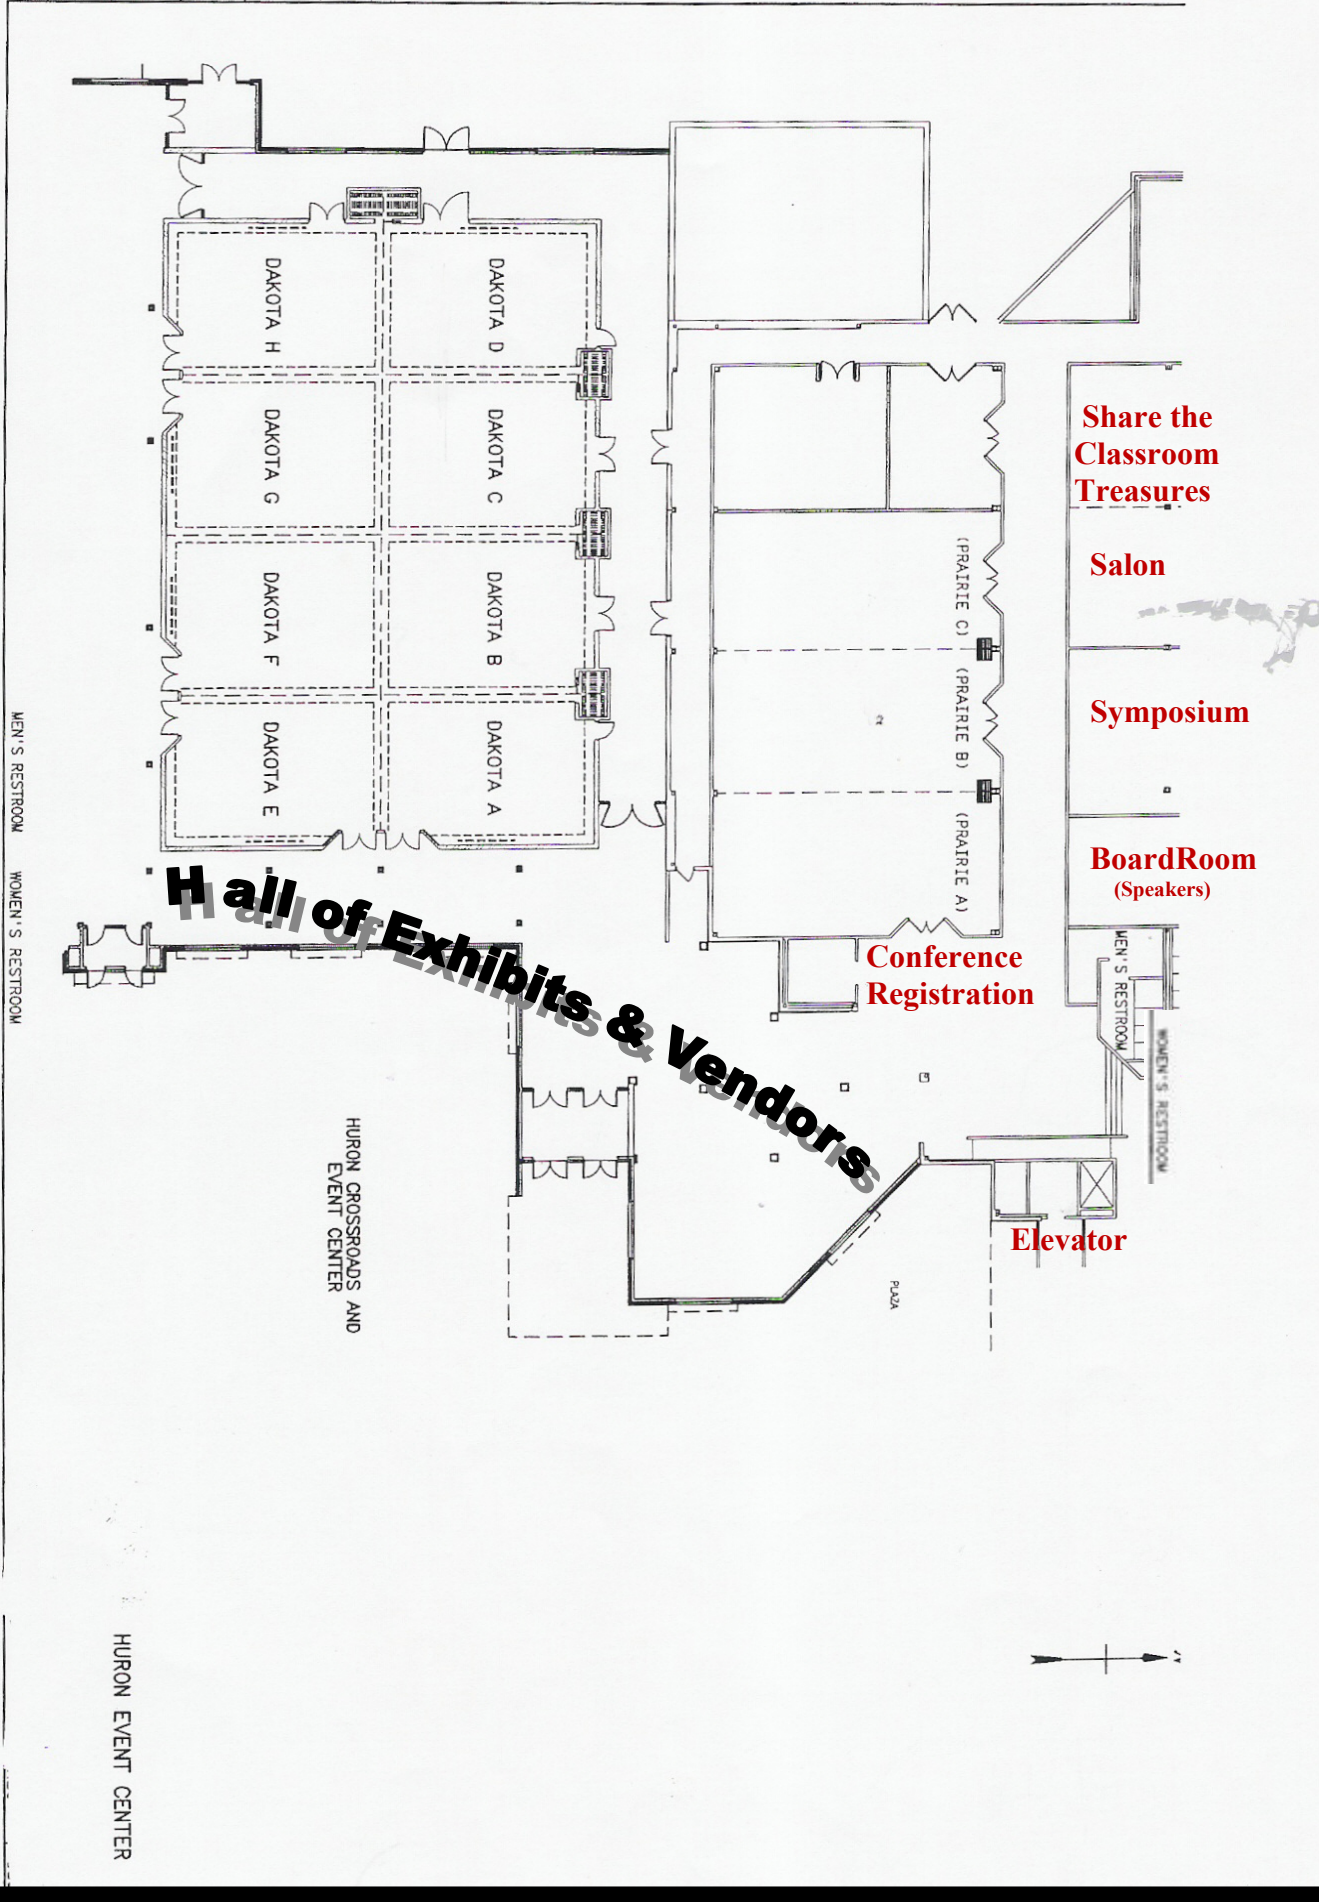 DAKOTA H
DAKOTA D
DAKOTA G
DAKOTA C
DAKOTA F
DAKOTA B
DAKOTA E
DAKOTA A
(PRAIRIE C)
(PRAIRIE B)
(PRAIRIE A)
Share the
Classroom
Treasures
Salon
Symposium
BoardRoom
(Speakers)
MEN'S RESTROOM
WOMEN'S RESTROOM
Hall of Exhibits & Vendors
Conference
Registration
MEN'S RESTROOM
WOMEN'S RESTROOM
Elevator
PLAZA
HURON CROSSROADS AND
EVENT CENTER
HURON EVENT CENTER